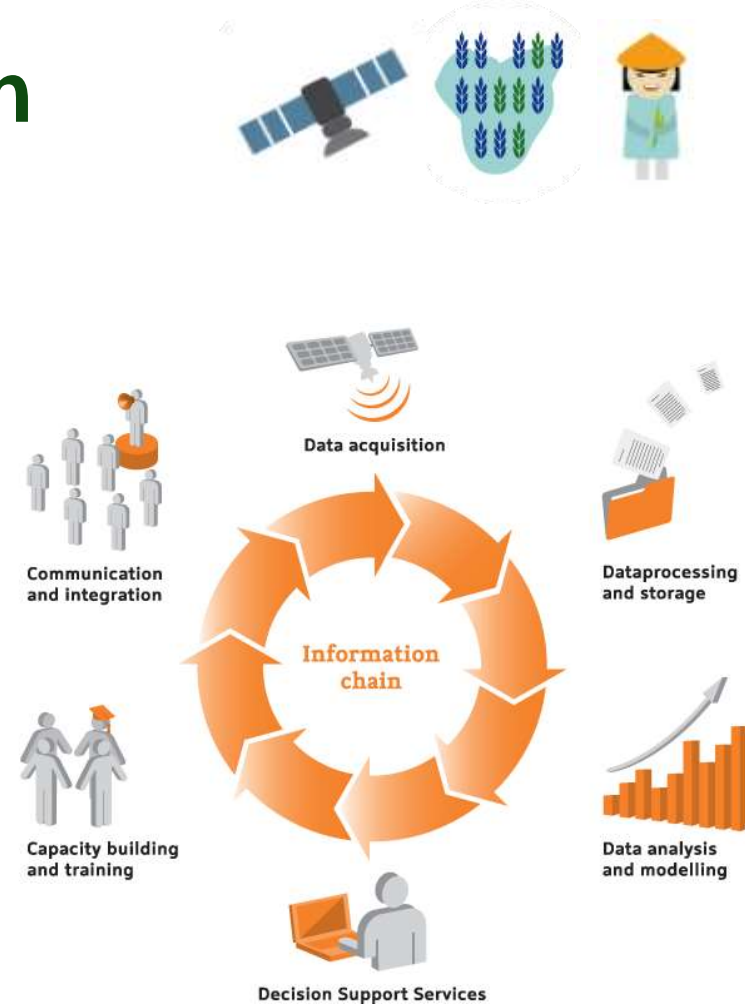 n
Data acquisition
Communication
and integration
Dataprocessing
and storage
Information
chain
Capacity building
and training
Data analysis
and modelling
Decision Support Services